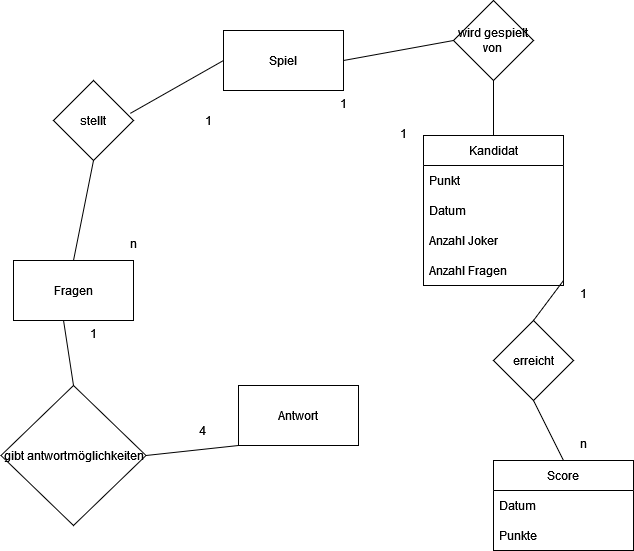 wird gespielt
von
Spiel
1
1
stellt
1
Kandidat
Punkt
Datum
Anzahl Joker
Anzahl Fragen
n
Fragen
1
1
erreicht
gibt antwortmöglichkeiten
4
Antwort
n
Score
Datum
Punkte